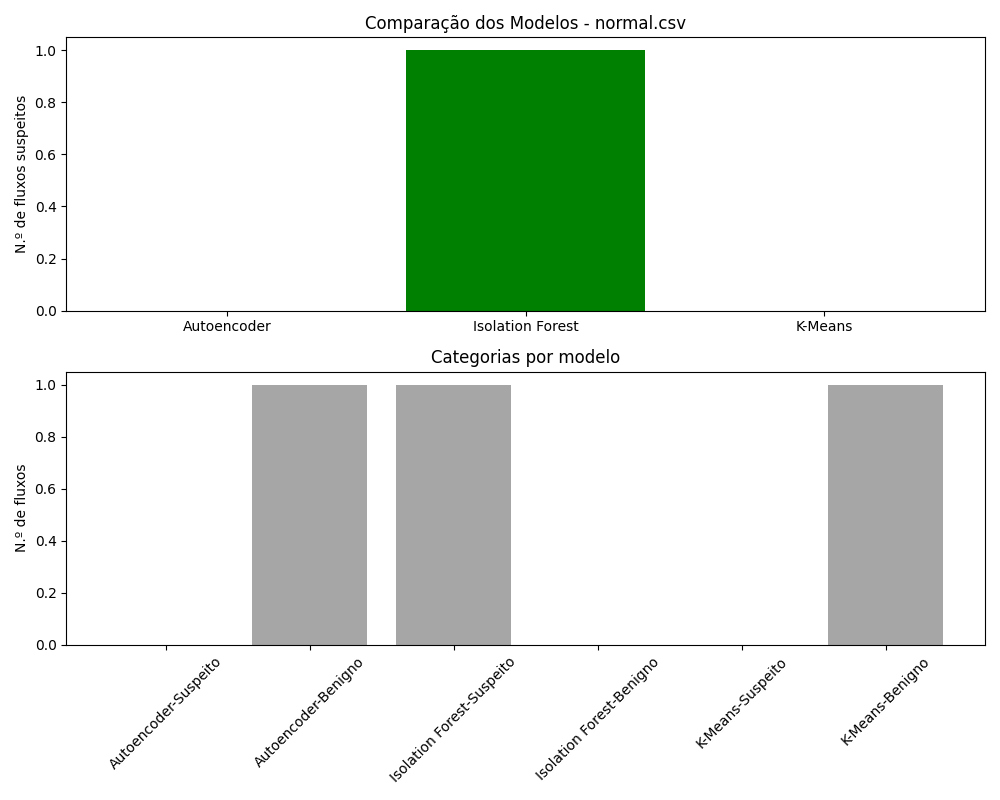 Comparação dos Modelos - normal.csv
N.º de fluxos suspeitos
1.0
0.8
0.6
0.4
0.2
0.0
Autoencoder
Isolation Forest
K-Means
Categorias por modelo
N.º de fluxos
1.0
0.8
0.6
0.4
0.2
0.0
Autoencoder-Suspeito
Autoencoder-Benigno
Isolation Forest-Suspeito
Isolation Forest-Benigno
K-Means-Suspeito
K-Means-Benigno